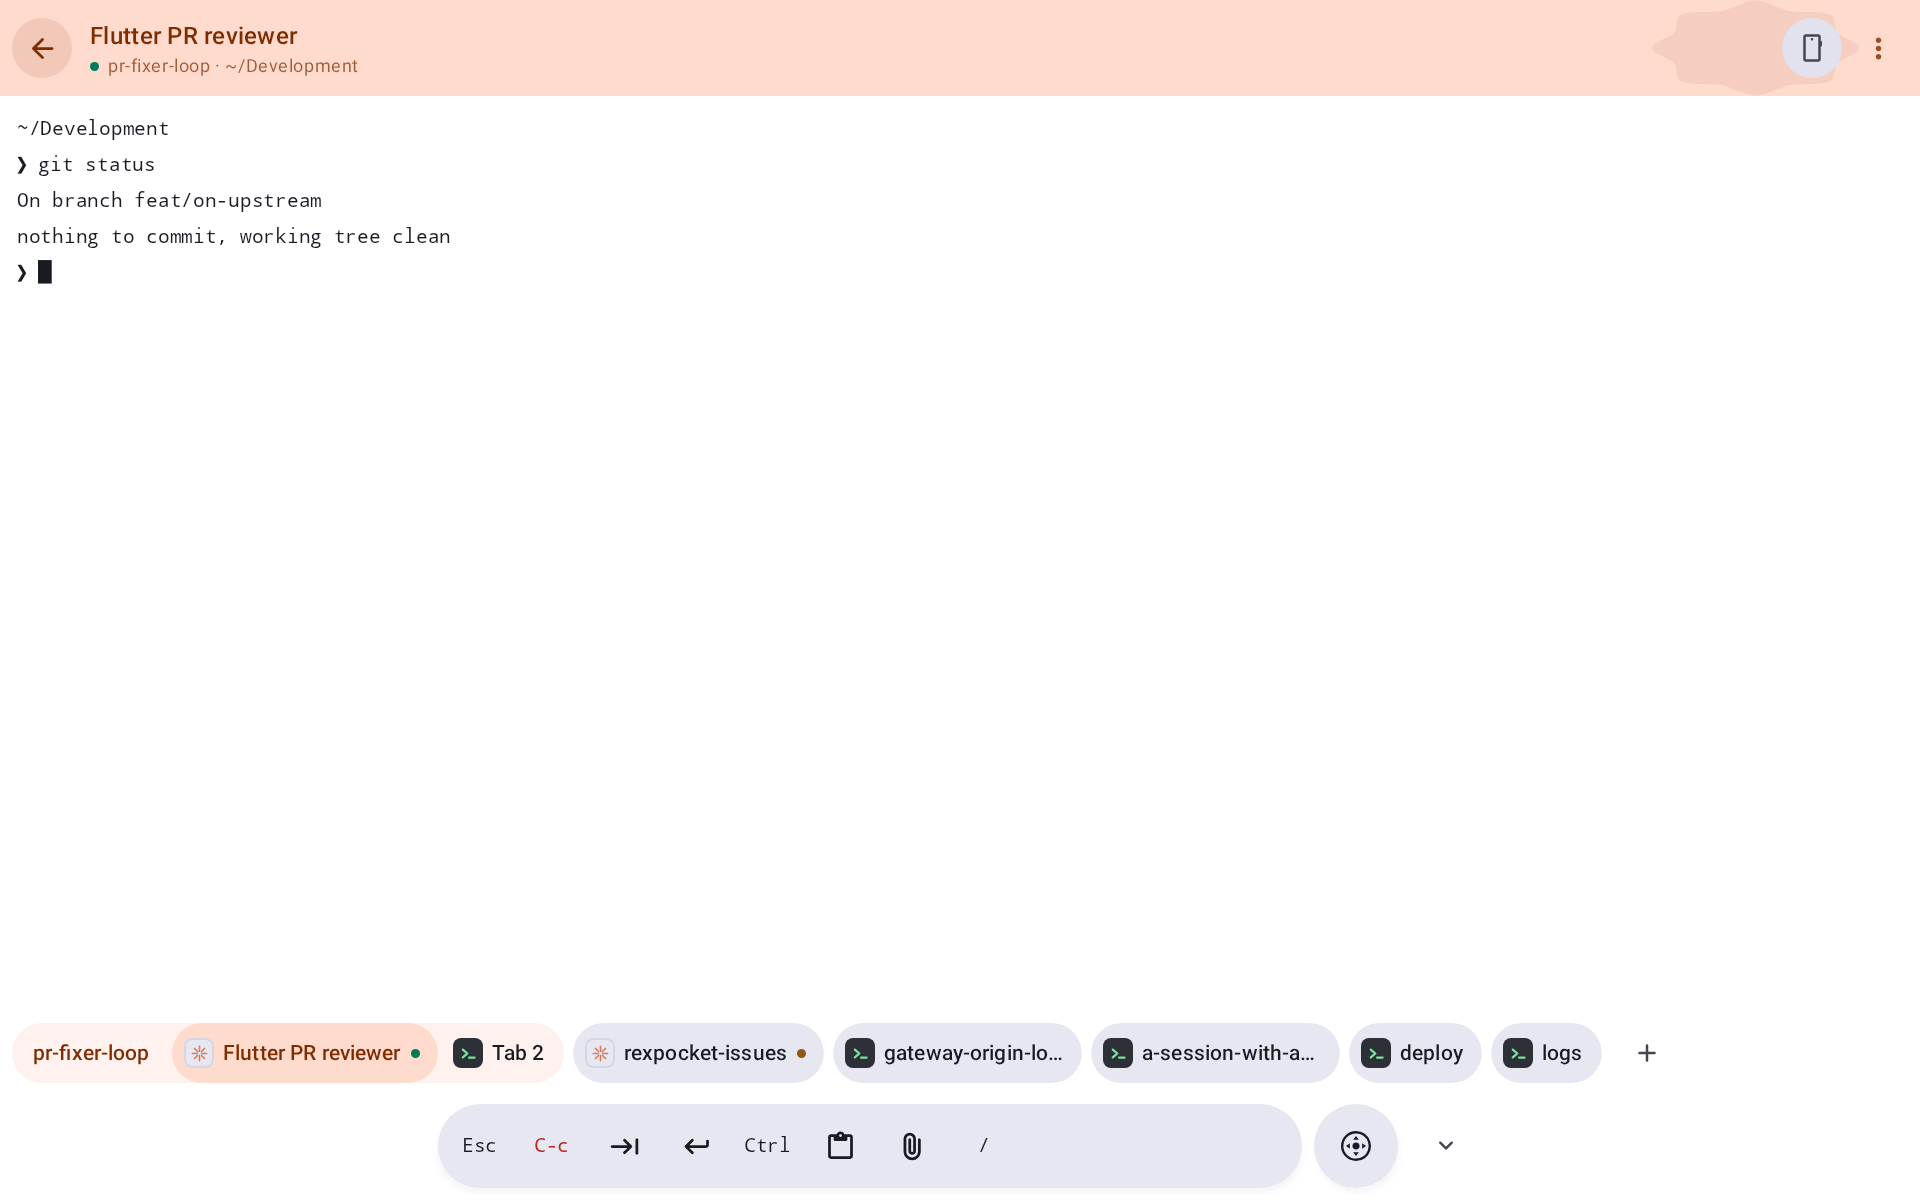 Flutter PR reviewer
pr-fixer-loop · ~/Development
~/Development
❯ git status
On branch feat/on-upstream
nothing to commit, working tree clean
❯
pr-fixer-loop Flutter PR reviewer Tab 2 rexpocket-issues gateway-origin-lo… a-session-with-a… deploy logs
Esc C-c Ctrl /